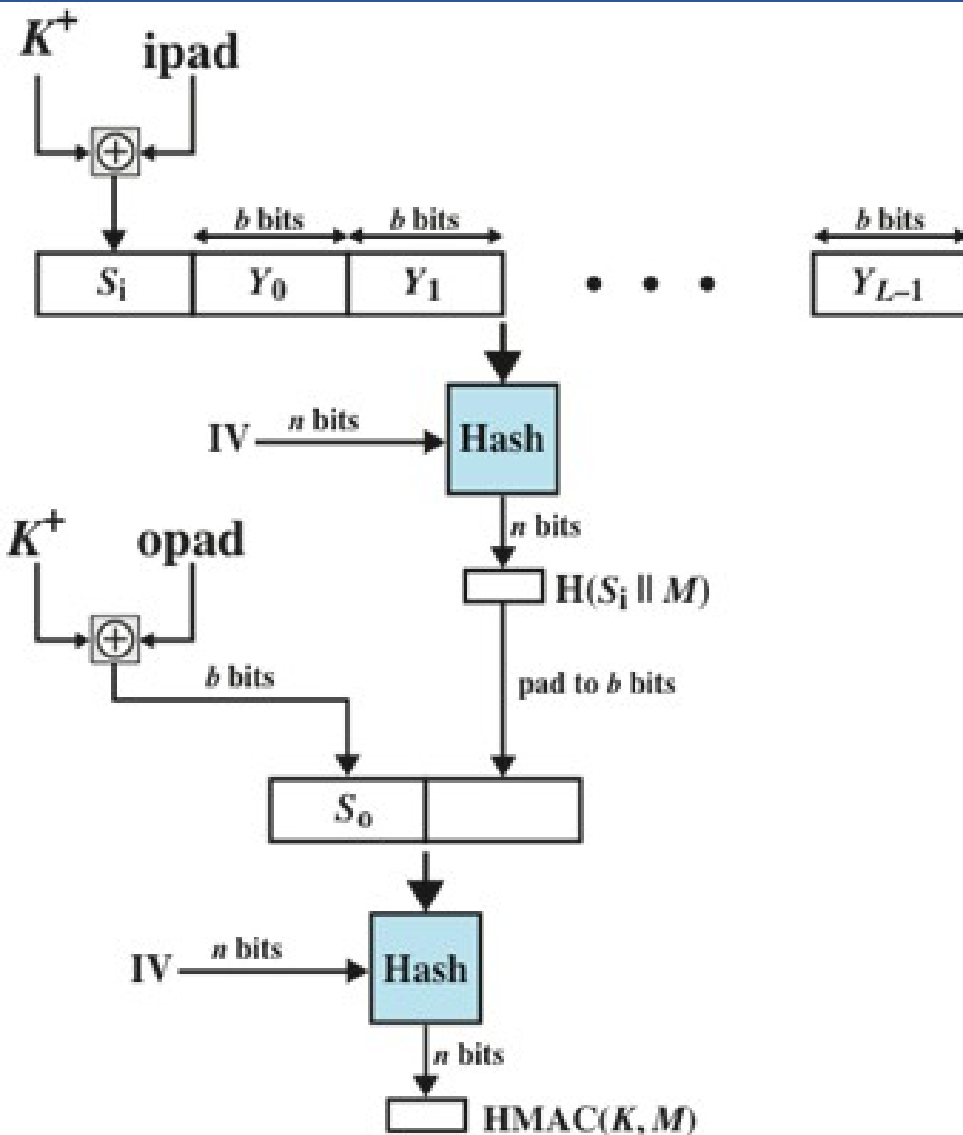 K⁺ ipad
b bits b bits b bits
Sᵢ Y₀ Y₁ • • • Y_{L–1}
IV n bits Hash
n bits
K⁺ opad
H(Sᵢ || M)
b bits pad to b bits
Sₒ
IV n bits Hash
n bits
HMAC(K, M)